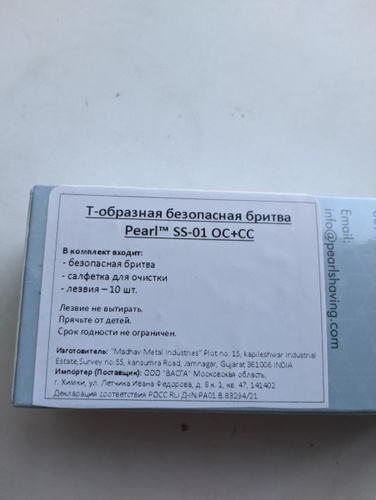 Т-образная безопасная бритва
Pearl™ SS-01 OC+CC
В комплект входит:
- безопасная бритва
- салфетка для очистки
- лезвия – 10 шт.
Лезвие не вытирать.
Прячьте от детей.
Срок годности не ограничен.
Изготовитель: "Madhav Metal Industries" Plot no. 15, kapileshwar Industrial
Estate,Survey no.55, kansumra Road, Jamnagar, Gujarat 361006 INDIA
Импортер (Поставщик): ООО "ВАСГА" Московская область,
г. Химки, ул. Летчика Ивана Федорова, д. 8 к. 1, кв. 47, 141402
Декларация соответствия РОСС RU Д-IN.РА01.В.83294/21
Email:
info@pearlshaving.com